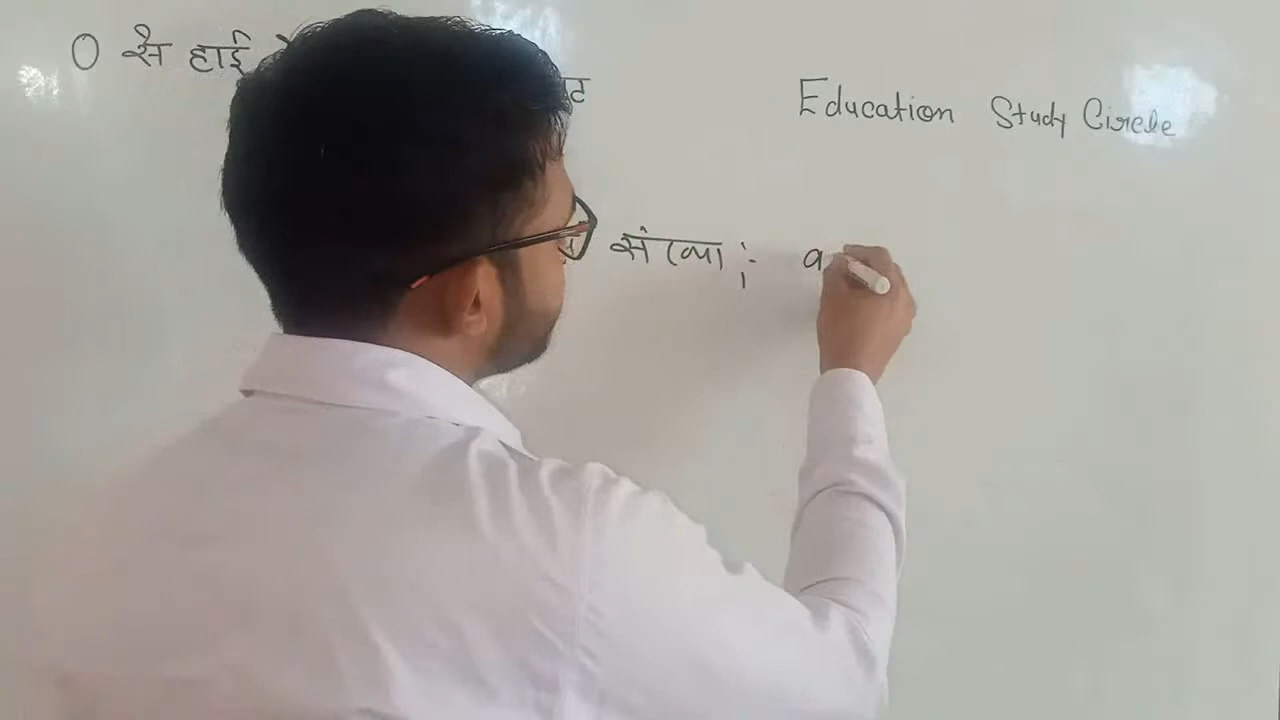 0 से हाई
Education Study Circle
संख्या :- a